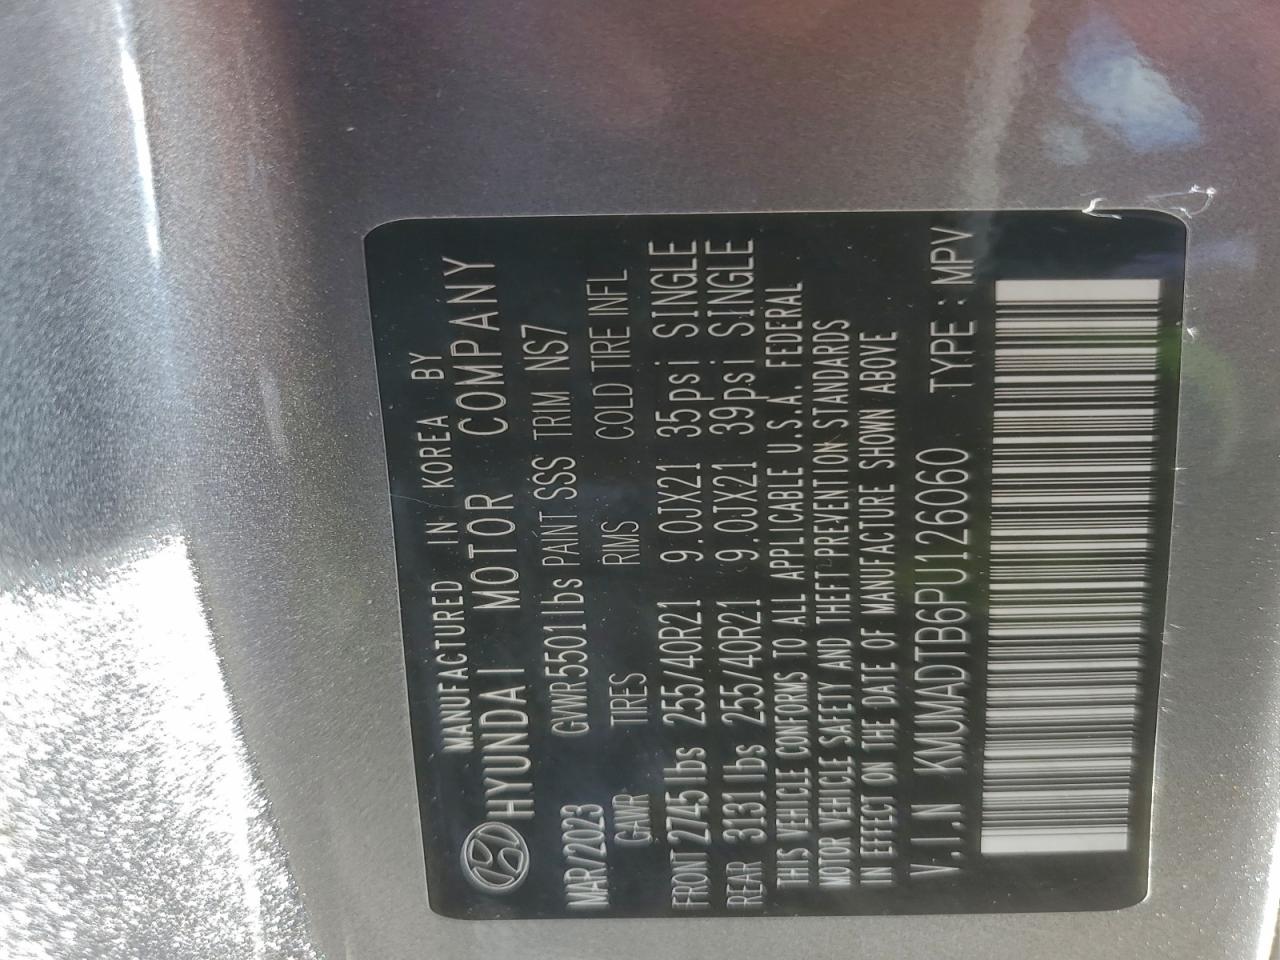 MANUFACTURED IN KOREA BY
HYUNDAI MOTOR COMPANY
MAR/2023 GVWR5501lbs PAINT SSS TRIM NS7
GAWR TIRES RIMS COLD TIRE INFL
FRONT 2745lbs 255/40R21 9.0JX21 35psi SINGLE
REAR 3131lbs 255/40R21 9.0JX21 39psi SINGLE
THIS VEHICLE CONFORMS TO ALL APPLICABLE U.S.A. FEDERAL
MOTOR VEHICLE SAFETY AND THEFT PREVENTION STANDARDS
IN EFFECT ON THE DATE OF MANUFACTURE SHOWN ABOVE
V.I.N KMUMADTB6PU126060 TYPE : MPV